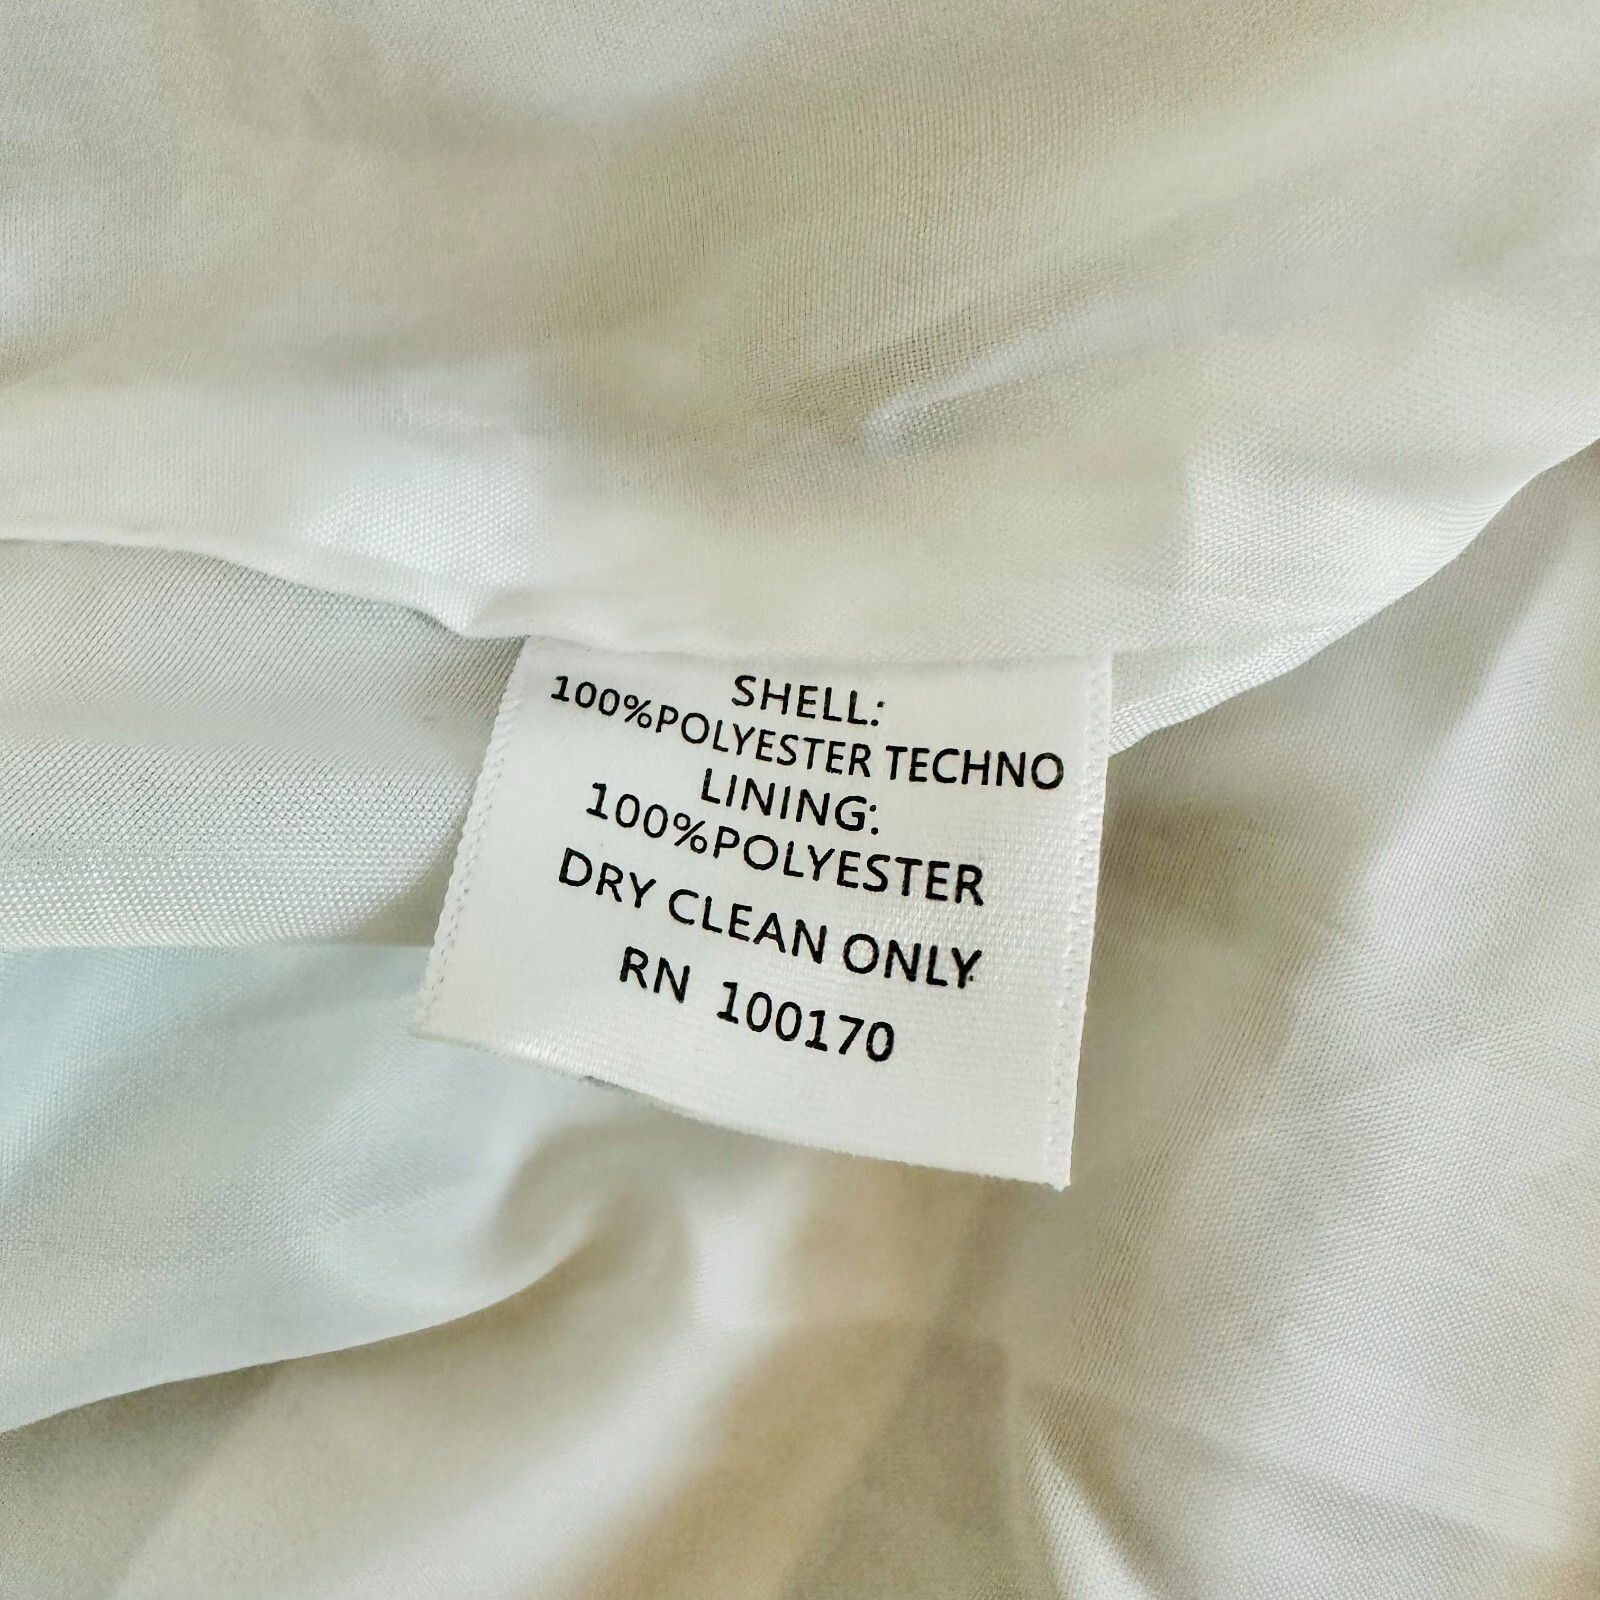 SHELL:
100%POLYESTER TECHNO
LINING:
100%POLYESTER
DRY CLEAN ONLY
RN 100170